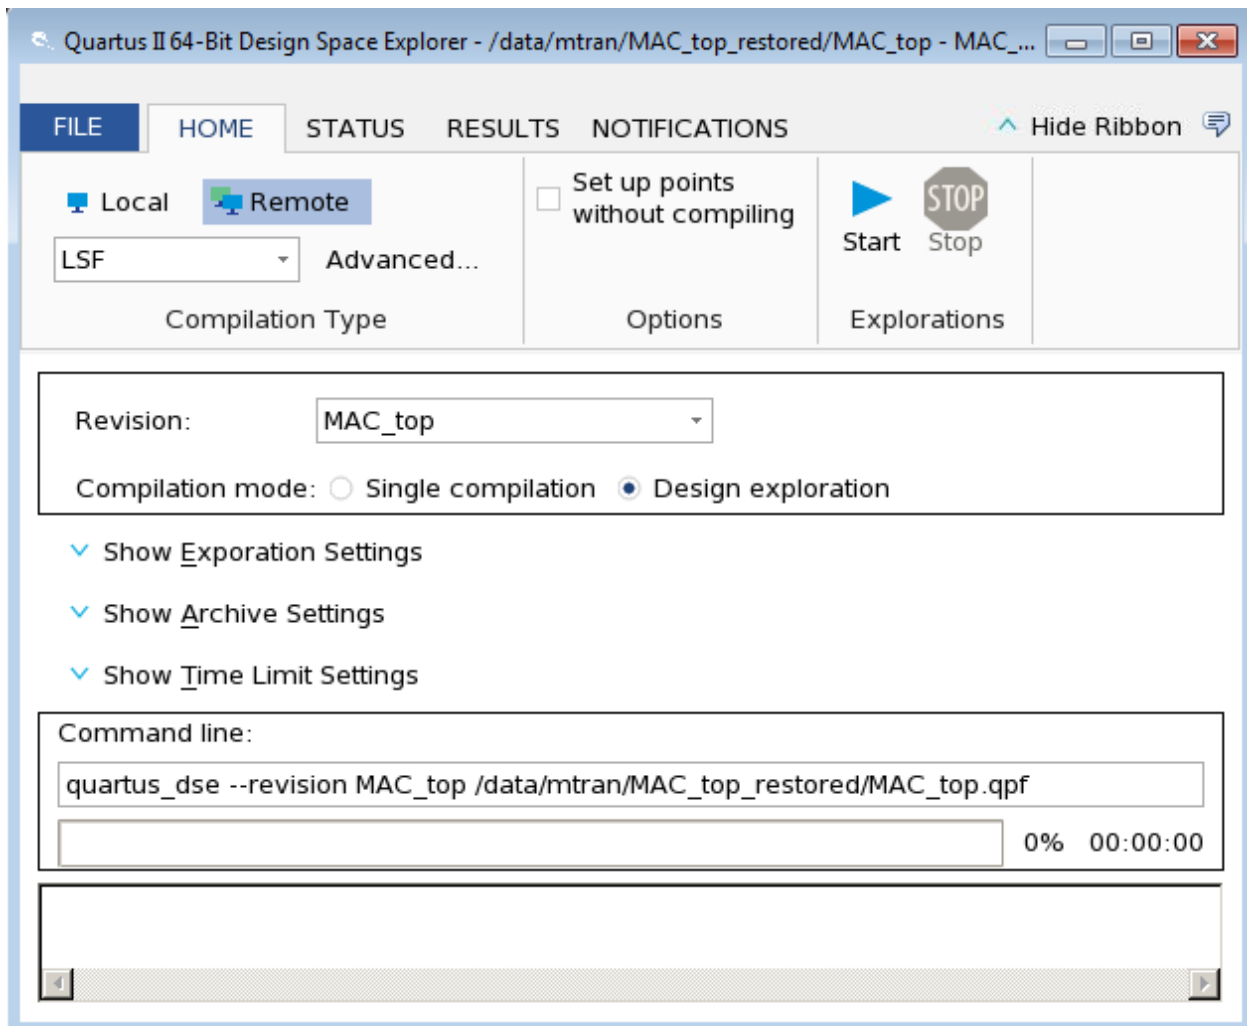 Quartus II 64-Bit Design Space Explorer - /data/mtran/MAC_top_restored/MAC_top - MAC_...
FILE HOME STATUS RESULTS NOTIFICATIONS Hide Ribbon
Local Remote
LSF Advanced...
Compilation Type
Set up points
without compiling
Options
STOP
Start Stop
Explorations
Revision: MAC_top
Compilation mode: Single compilation Design exploration
Show Exporation Settings
Show Archive Settings
Show Time Limit Settings
Command line:
quartus_dse --revision MAC_top /data/mtran/MAC_top_restored/MAC_top.qpf
0% 00:00:00